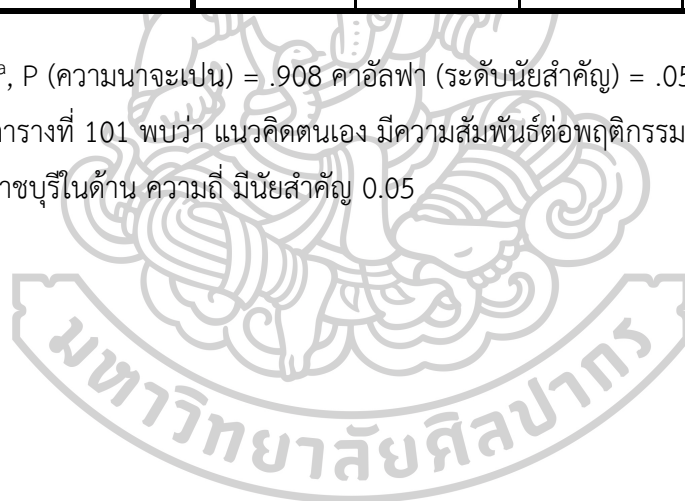 ᵃ, P (ความนาจะเปน) = .908 คาอัลฟา (ระดับนัยสำคัญ) = .05
ตารางที่ 101 พบว่า แนวคิดตนเอง มีความสัมพันธ์ต่อพฤติกรรม
าชบุรีในด้าน ความถี่ มีนัยสำคัญ 0.05
มหาวิทยาลัยศิลปากร